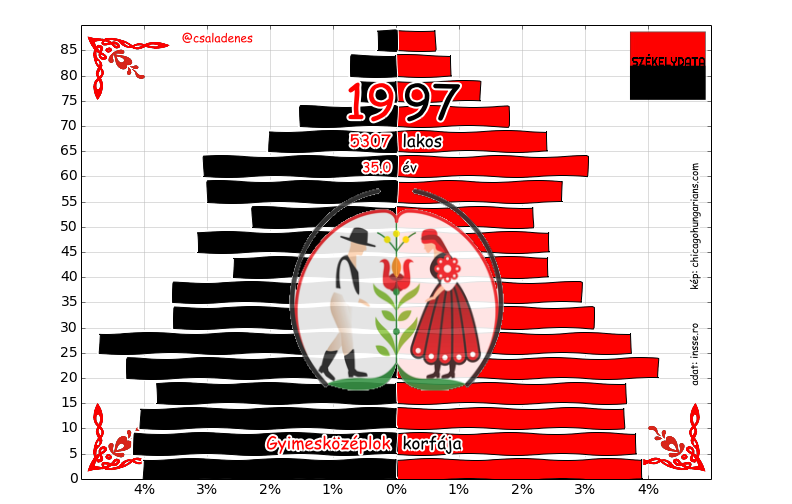 @csaladenes
SZÉKELYDATA
1997
5307 lakos
35.0 év
kép: chicagohungarians.com
adat: insse.ro
Gyimesközéplok korfája
85
80
75
70
65
60
55
50
45
40
35
30
25
20
15
10
5
0
4% 3% 2% 1% 0% 1% 2% 3% 4%